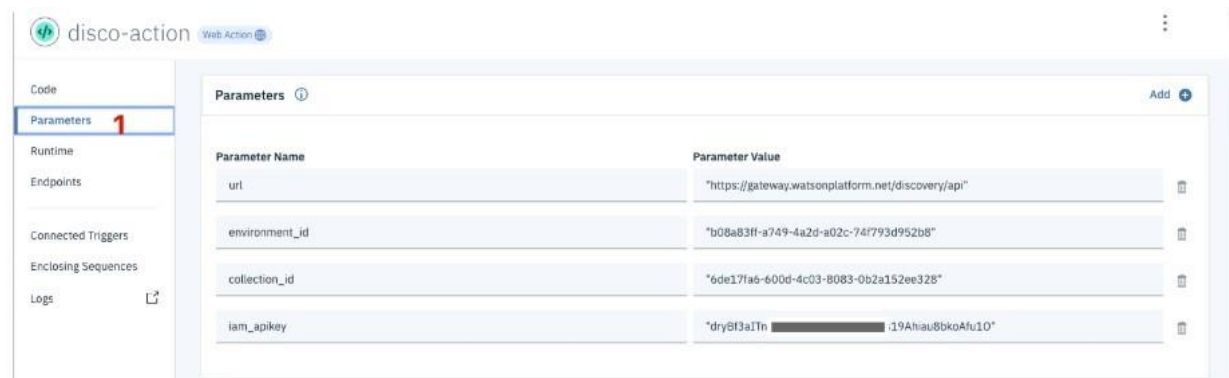 disco-action Web Action
Code
Parameters 1
Runtime
Endpoints
Connected Triggers
Enclosing Sequences
Logs
Parameters
Add
Parameter Name Parameter Value
url "https://gateway.watsonplatform.net/discovery/api"
environment_id "b08a83ff-a749-4a2d-a02c-74f793d952b8"
collection_id "6de17fa6-600d-4c03-8083-0b2a152ee328"
iam_apikey